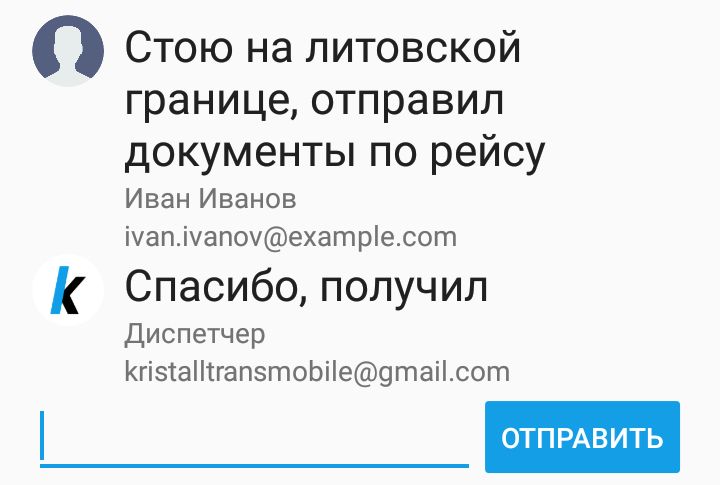 Стою на литовской
границе, отправил
документы по рейсу
Иван Иванов
ivan.ivanov@example.com
k
Спасибо, получил
Диспетчер
kristalltransmobile@gmail.com
ОТПРАВИТЬ